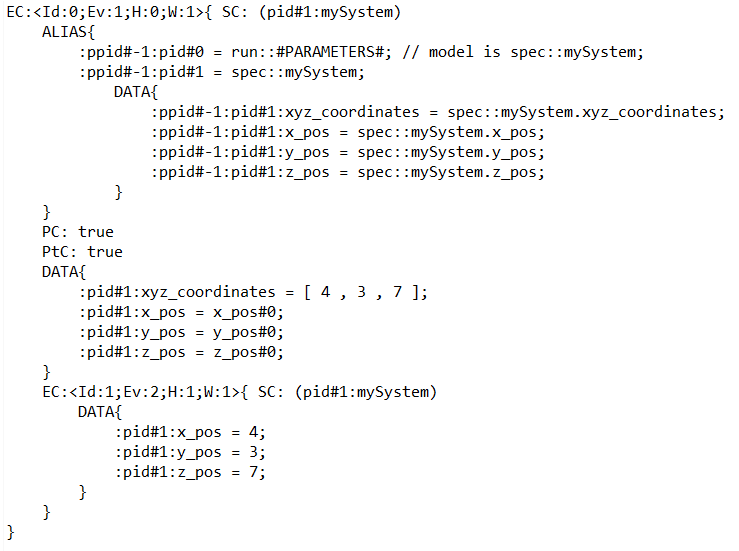 EC:<Id:0;Ev:1;H:0;W:1>{ SC: (pid#1:mySystem)
    ALIAS{
        :ppid#-1:pid#0 = run::#PARAMETERS#; // model is spec::mySystem;
        :ppid#-1:pid#1 = spec::mySystem;
            DATA{
                :ppid#-1:pid#1:xyz_coordinates = spec::mySystem.xyz_coordinates;
                :ppid#-1:pid#1:x_pos = spec::mySystem.x_pos;
                :ppid#-1:pid#1:y_pos = spec::mySystem.y_pos;
                :ppid#-1:pid#1:z_pos = spec::mySystem.z_pos;
            }
    }
    PC: true
    PtC: true
    DATA{
        :pid#1:xyz_coordinates = [ 4 , 3 , 7 ];
        :pid#1:x_pos = x_pos#0;
        :pid#1:y_pos = y_pos#0;
        :pid#1:z_pos = z_pos#0;
    }
    EC:<Id:1;Ev:2;H:1;W:1>{ SC: (pid#1:mySystem)
        DATA{
            :pid#1:x_pos = 4;
            :pid#1:y_pos = 3;
            :pid#1:z_pos = 7;
        }
    }
}